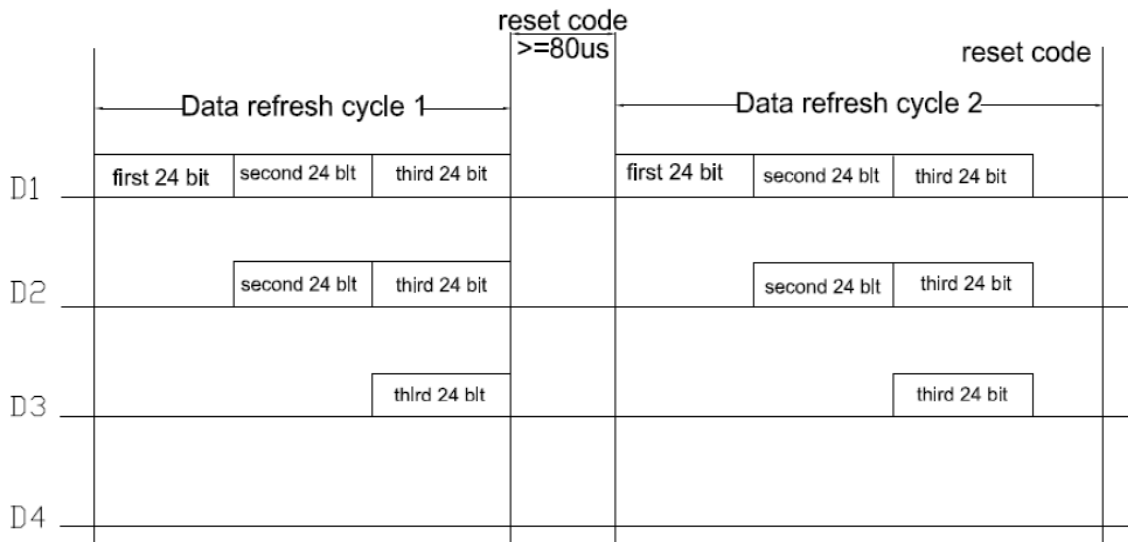 reset code
>=80us
reset code
Data refresh cycle 1
Data refresh cycle 2
D1 first 24 bit second 24 blt third 24 bit first 24 bit second 24 blt third 24 bit
D2 second 24 blt third 24 bit second 24 blt third 24 bit
D3 thlrd 24 blt third 24 bit
D4